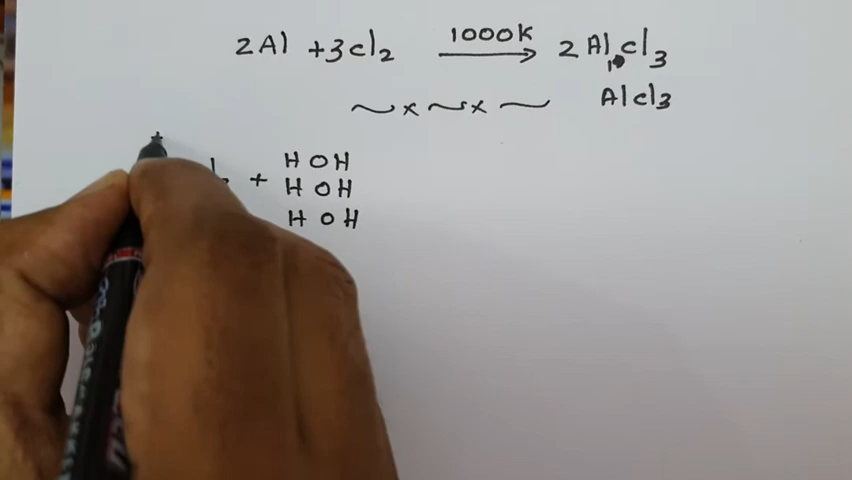 2Al + 3Cl2 1000K → 2AlCl3
~x~x~ AlCl3
+ HOH
HOH
HOH